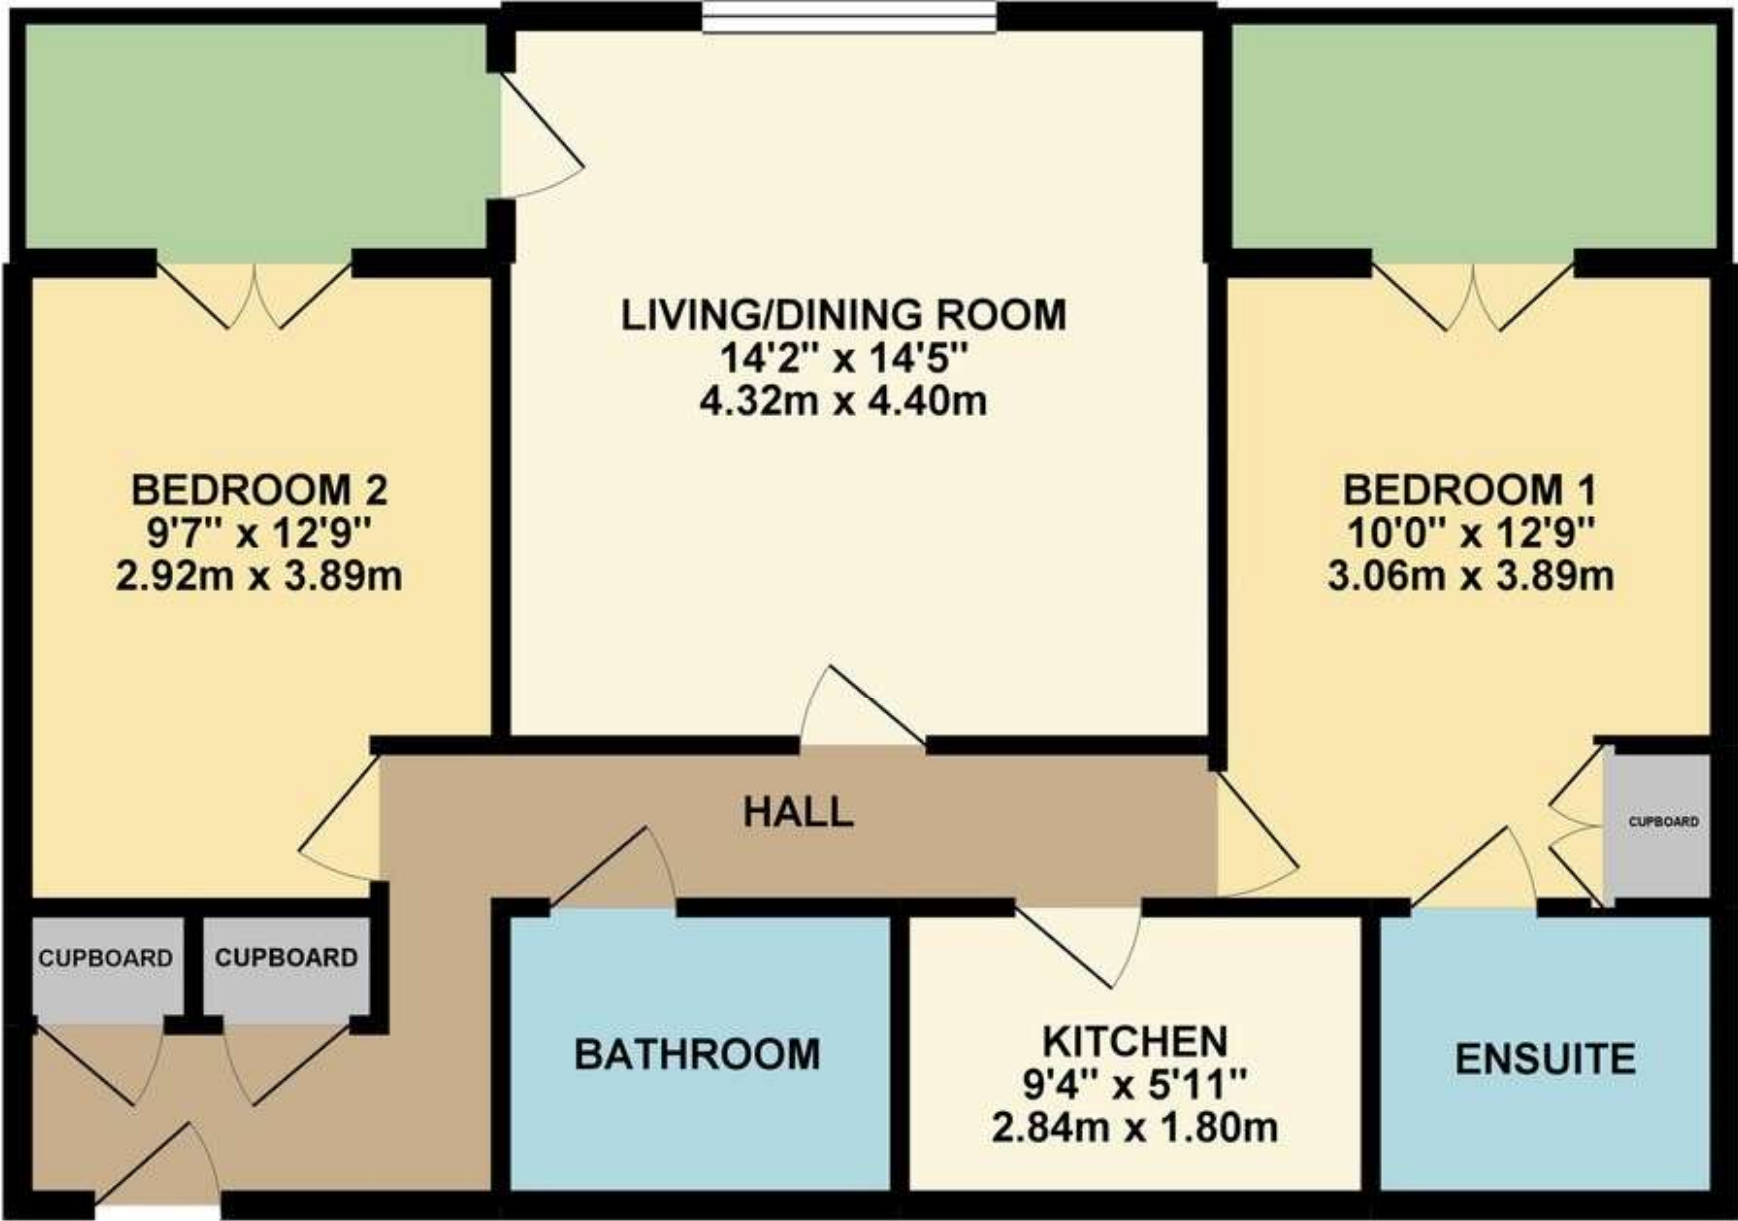 LIVING/DINING ROOM
14'2" x 14'5"
4.32m x 4.40m
BEDROOM 2
9'7" x 12'9"
2.92m x 3.89m
BEDROOM 1
10'0" x 12'9"
3.06m x 3.89m
HALL
CUPBOARD
CUPBOARD
CUPBOARD
BATHROOM
KITCHEN
9'4" x 5'11"
2.84m x 1.80m
ENSUITE